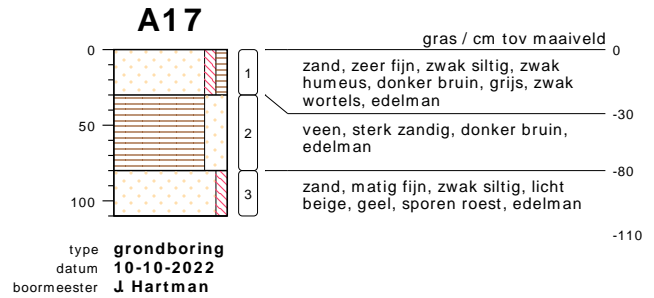 A17
gras / cm tov maaiveld
0
0
1
zand, zeer fijn, zwak siltig, zwak
humeus, donker bruin, grijs, zwak
wortels, edelman
-30
50
2
veen, sterk zandig, donker bruin,
edelman
-80
100
3
zand, matig fijn, zwak siltig, licht
beige, geel, sporen roest, edelman
-110
type grondboring
datum 10-10-2022
boormeester J Hartman